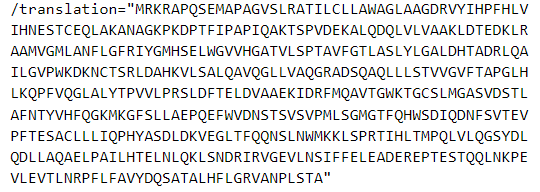 /translation="MRKRAPQSEMAPAGVSLRATILCLLAWAGLAAGDRVYIHPFHLV
IHNESTCEQLAKANAGKPKDPTFIPAPIQAKTSPVDEKALQDQLVLVAAKLDTEDKLR
AAMVGMLANFLGFRIYGMHSELWGVVHGATVLSPTAVFGTLASLYLGALDHTADRLQA
ILGVPWKDKNCTSRLDAHKVLSALQAVQGLLVAQGRADSQAQLLLSTVVGVFTAPGLH
LKQPFVQGLALYTPVVLPRSLDFTELDVAAEKIDRFMQAVTGWKTGCSLMGASVDSTL
AFNTYVHFQGKMKGFSLLAEPQEFWVDNSTSVSVPMLSGMGTFQHWSDIQDNFSVTEV
PFTESACLLLIQPHYASDLDKVEGLTFQQNSLNWMKKLSPRTIHLTMPQLVLQGSYDL
QDLLAQAELPAILHTELNLQKLSNDRIRVGEVLNSIFFELEADEREPTESTQQLNKPE
VLEVTLNRPFLFAVYDQSATALHFLGRVANPLSTA"